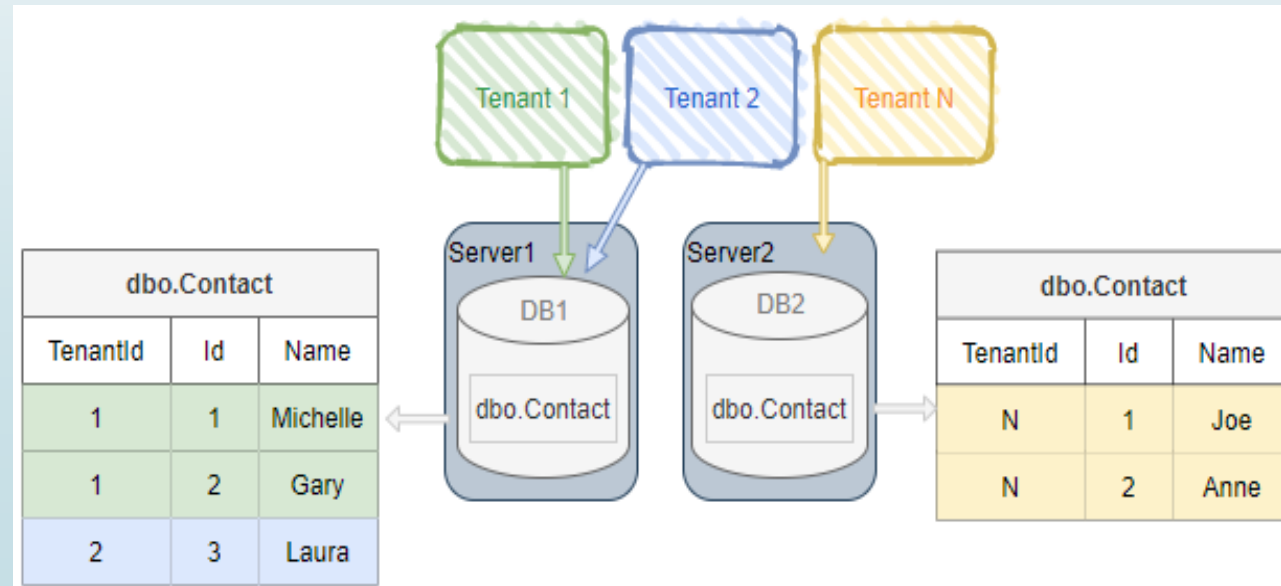 Tenant 1
Tenant 2
Tenant N
Server1
Server2
DB1
DB2
dbo.Contact
dbo.Contact
dbo.Contact
TenantId Id Name
1 1 Michelle
1 2 Gary
2 3 Laura
dbo.Contact
TenantId Id Name
N 1 Joe
N 2 Anne